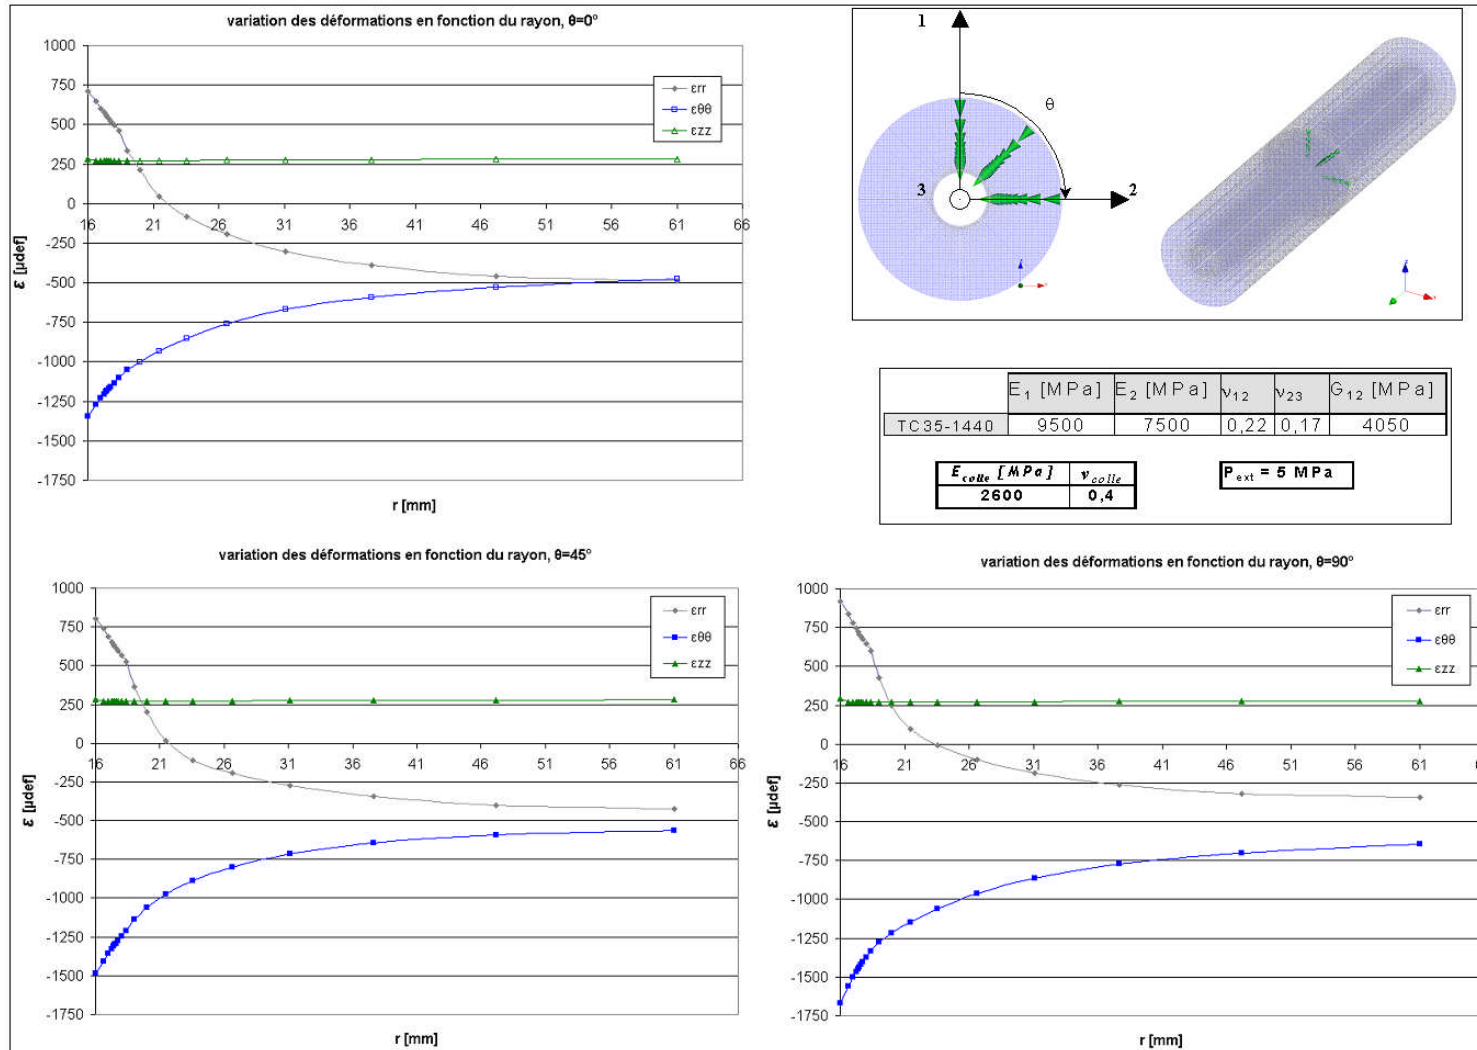 variation des déformations en fonction du rayon, θ=0°
1000
750
500
250
0
-250
-500
-750
-1000
-1250
-1500
-1750
16 21 26 31 36 41 46 51 56 61 66
ε [µdef]
r [mm]
εrr
εθθ
εzz
1
θ
3
2
E1 [MPa] E2 [MPa] ν12 ν23 G12 [MPa]
TC35-1440 9500 7500 0,22 0,17 4050
Ecolle [MPa] νcolle
2600 0,4
Pext = 5 MPa
variation des déformations en fonction du rayon, θ=45°
1000
750
500
250
0
-250
-500
-750
-1000
-1250
-1500
-1750
16 21 26 31 36 41 46 51 56 61 66
ε [µdef]
r [mm]
εrr
εθθ
εzz
variation des déformations en fonction du rayon, θ=90°
1000
750
500
250
0
-250
-500
-750
-1000
-1250
-1500
-1750
16 21 26 31 36 41 46 51 56 61
ε [µdef]
r [mm]
εrr
εθθ
εzz